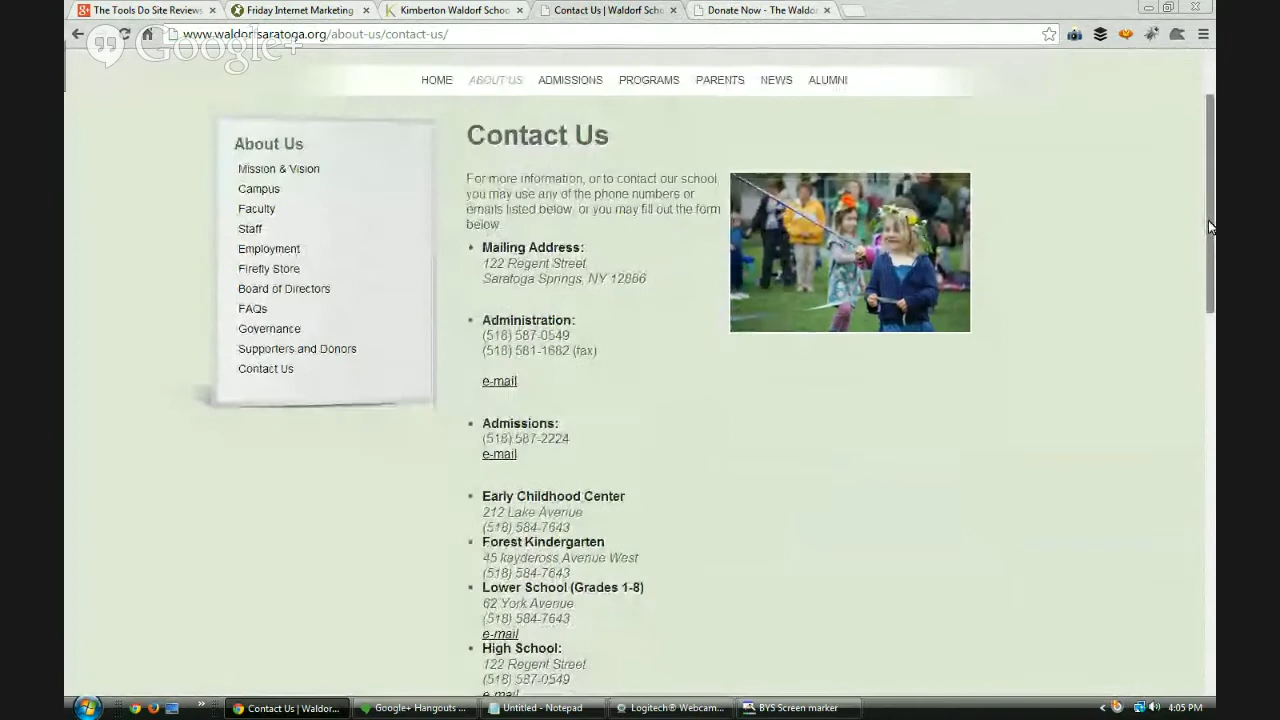 The Tools Do Site Reviews
Friday Internet Marketing
Kimberton Waldorf Schoo
Contact Us | Waldorf Scho
Donate Now - The Waldor
www.waldorfsaratoga.org/about-us/contact-us/
Google+
HOME ABOUT US ADMISSIONS PROGRAMS PARENTS NEWS ALUMNI
About Us
Mission & Vision
Campus
Faculty
Staff
Employment
Firefly Store
Board of Directors
FAQs
Governance
Supporters and Donors
Contact Us
Contact Us
For more information, or to contact our school,
you may use any of the phone numbers or
emails listed below, or you may fill out the form
below.
Mailing Address:
122 Regent Street
Saratoga Springs, NY 12866
Administration:
(518) 587-0549
(518) 581-1682 (fax)
e-mail
Admissions:
(518) 587-2224
e-mail
Early Childhood Center
212 Lake Avenue
(518) 584-7643
Forest Kindergarten
45 kaydeross Avenue West
(518) 584-7643
Lower School (Grades 1-8)
62 York Avenue
(518) 584-7643
e-mail
High School:
122 Regent Street
(518) 587-0549
e-mail
Contact Us | Waldor...
Google+ Hangouts ...
Untitled - Notepad
Logitech® Webcam...
BYS Screen marker
4:05 PM